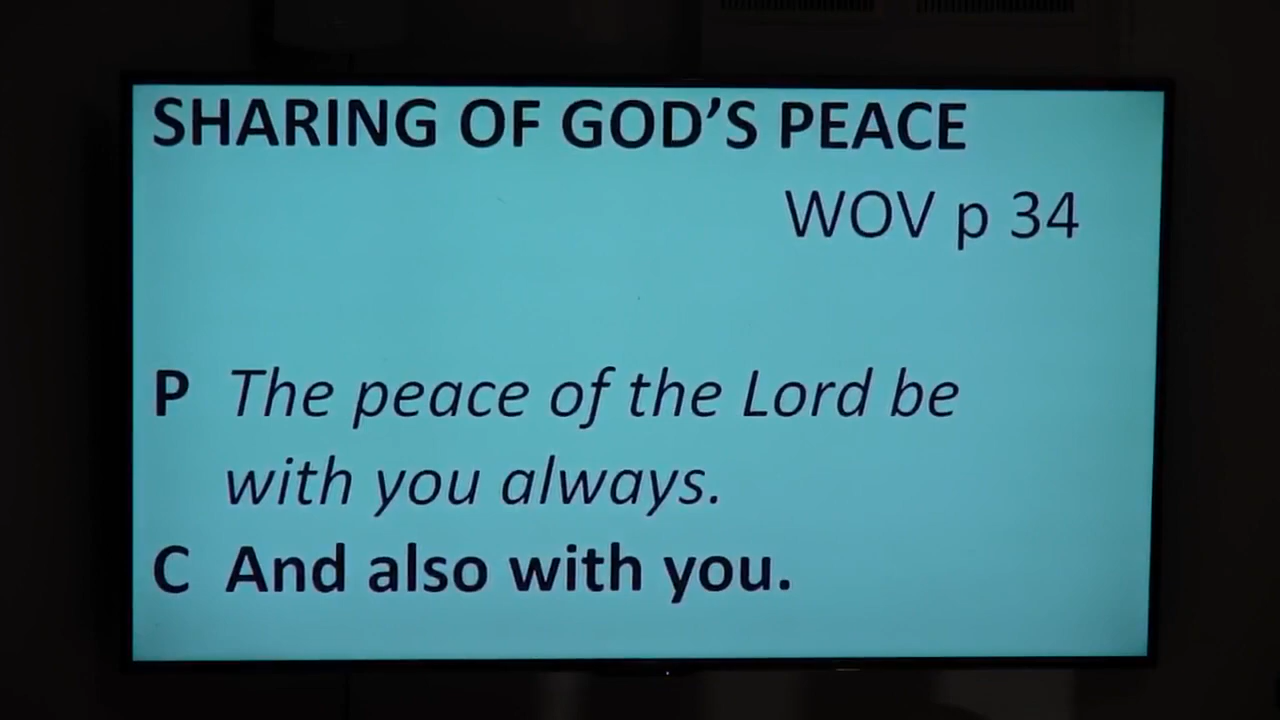 SHARING OF GOD’S PEACE
WOV p 34
P The peace of the Lord be
with you always.
C And also with you.